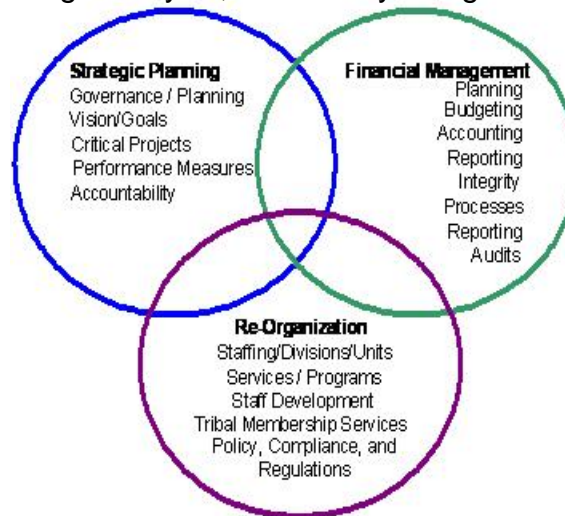 Strategic Planning
Governance / Planning
Vision/Goals
Critical Projects
Performance Measures
Accountability
Financial Management
Planning
Budgeting
Accounting
Reporting
Integrity
Processes
Reporting
Audits
Re-Organization
Staffing/Divisions/Units
Services / Programs
Staff Development
Tribal Membership Services
Policy, Compliance, and
Regulations